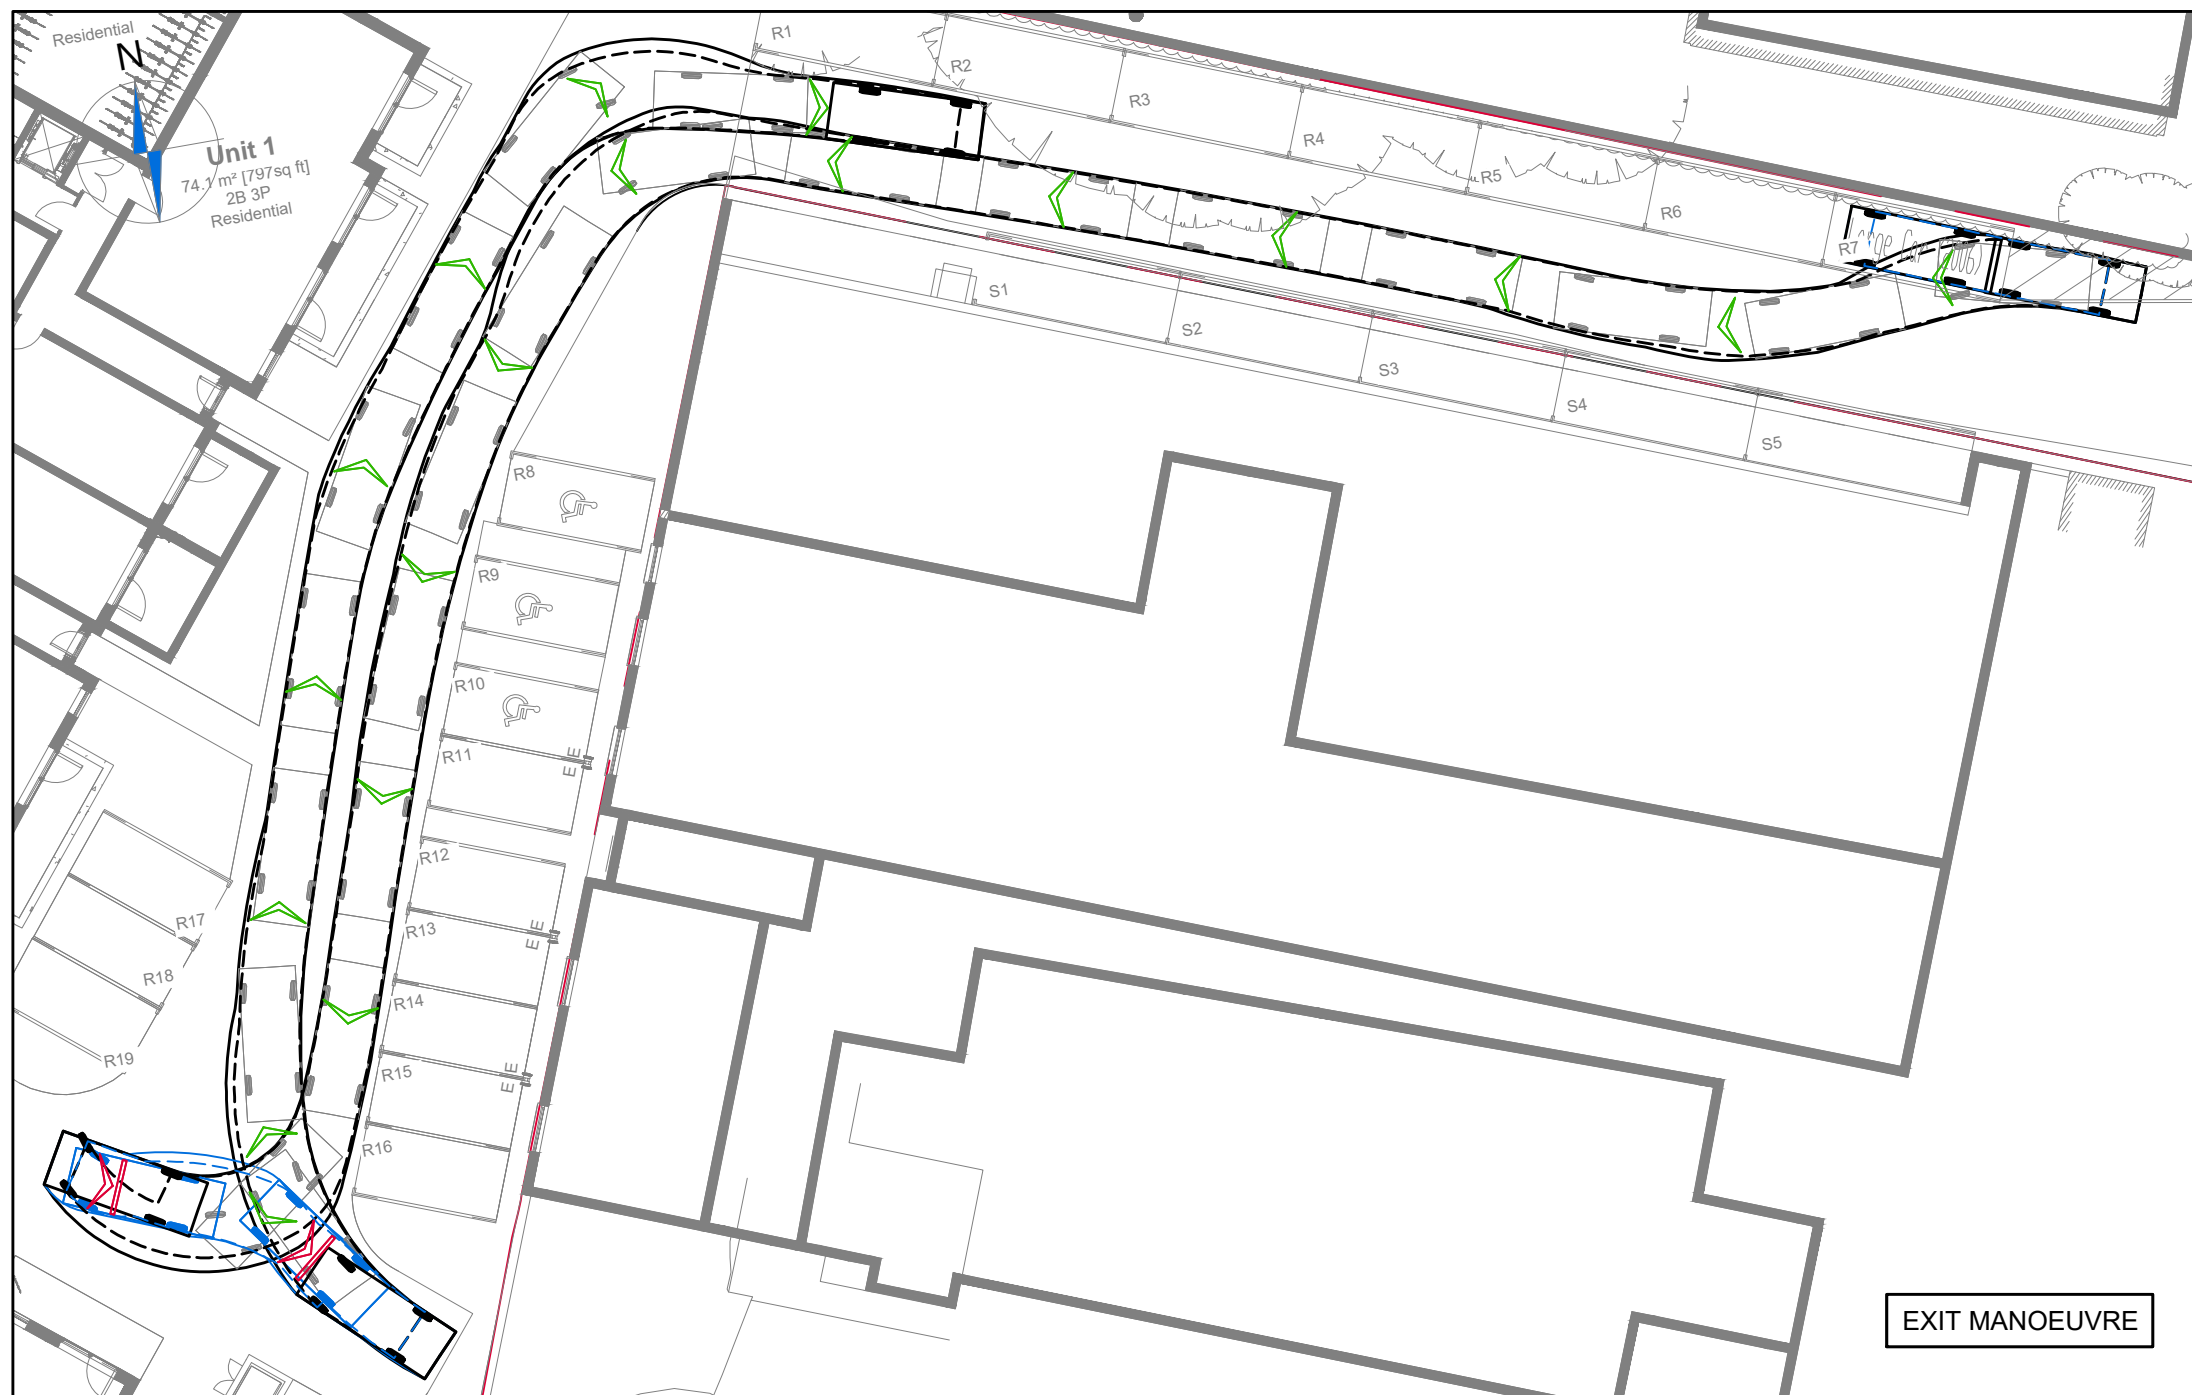 Residential
N
Unit 1
74.1 m² [797sq ft]
2B 3P
Residential
R1
R2
R3
R4
R5
R6
R7
S1
S2
S3
S4
S5
R8
R9
R10
R11
E E
R12
R13
E E
R14
R15
E E
R16
R17
R18
R19
EXIT MANOEUVRE